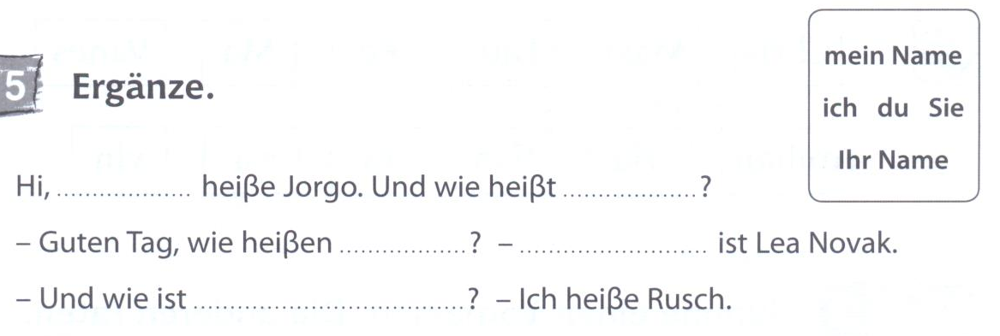 mein Name
5 Ergänze.
ich du Sie
Ihr Name
Hi, ................... heiße Jorgo. Und wie heißt ...................?
– Guten Tag, wie heißen ..................? – .......................... ist Lea Novak.
– Und wie ist ......................................? – Ich heiße Rusch.